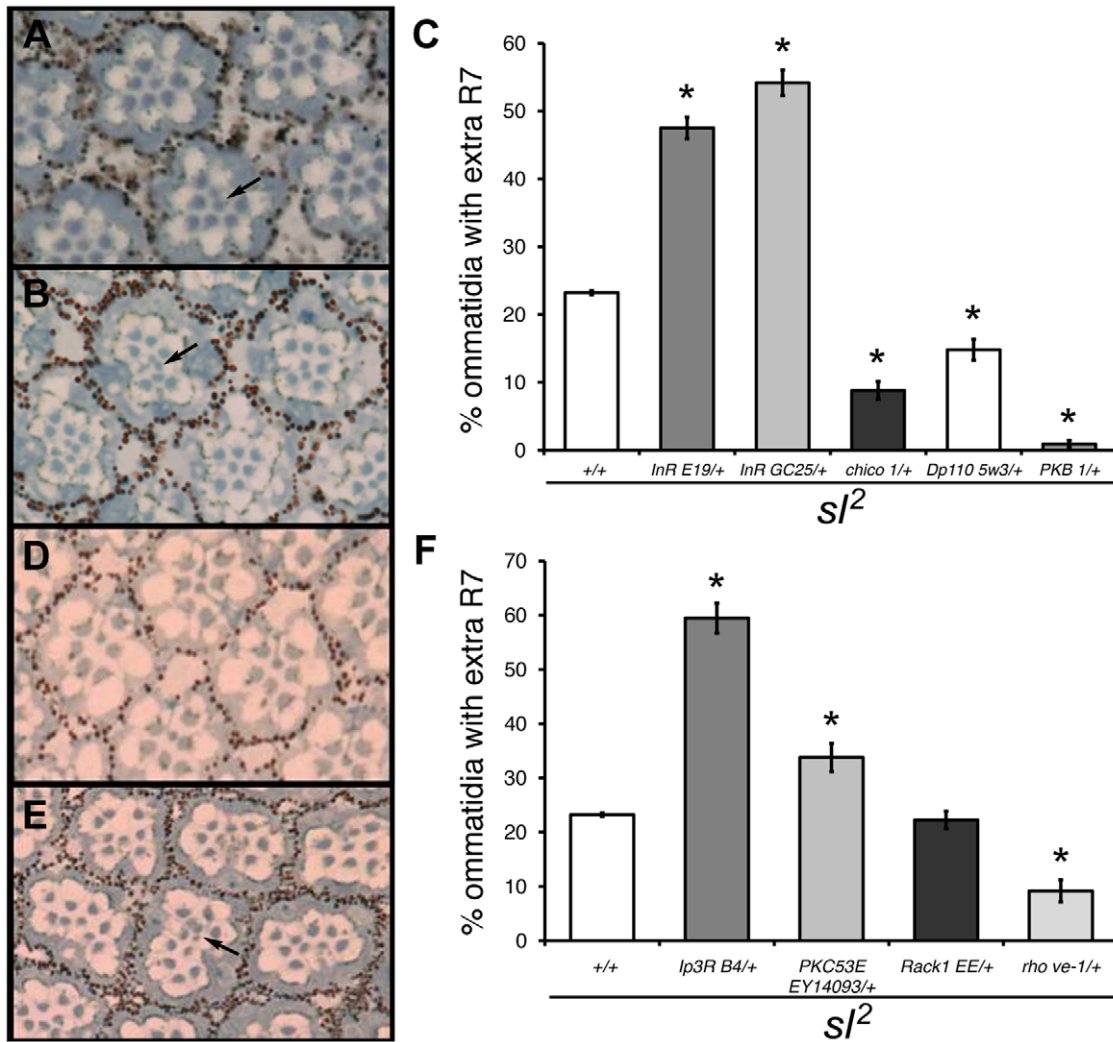 A
B
D
E
C
% ommatidia with extra R7
60
50
40
30
20
10
0
*
*
*
*
*
+/+
InR E19/+
InR GC25/+
chico 1/+
Dp110 5w3/+
PKB 1/+
sl²
F
% ommatidia with extra R7
70
60
50
40
30
20
10
0
*
*
*
+/+
Ip3R B4/+
PKC53E
EY14093/+
Rack1 EE/+
rho ve-1/+
sl²